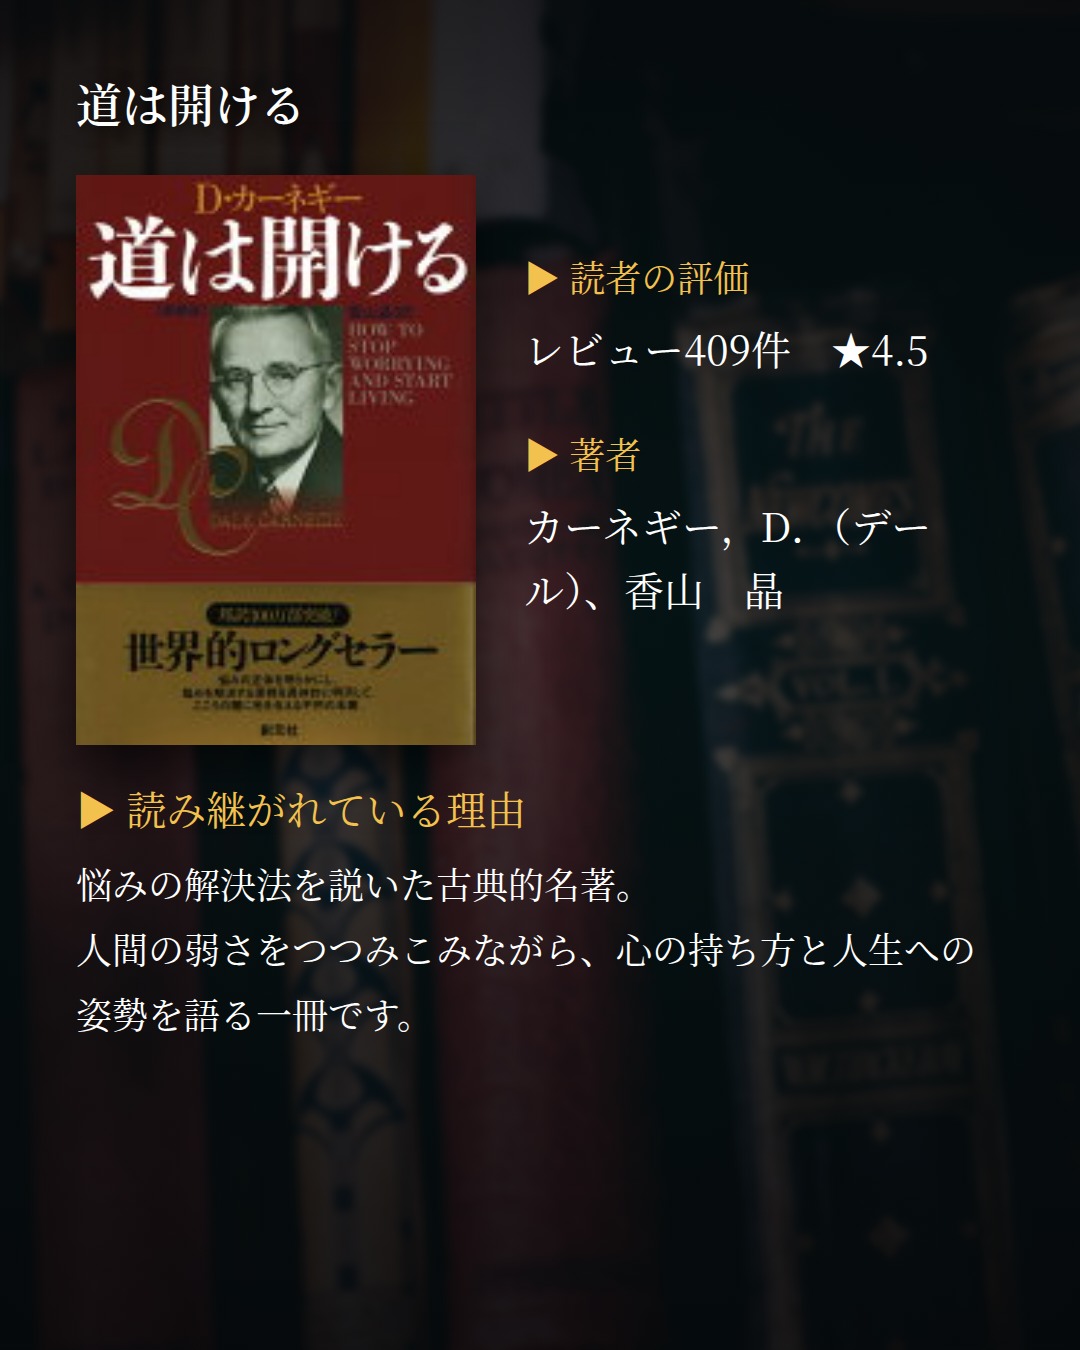 道は開ける
D・カーネギー
道は開ける
HOW TO
STOP
WORRYING
AND START
LIVING
DALE CARNEGIE
世界的ロングセラー
創元社
▶ 読者の評価
レビュー409件　★4.5
▶ 著者
カーネギー，D．（デー
ル）、香山　晶
▶ 読み継がれている理由
悩みの解決法を説いた古典的名著。
人間の弱さをつつみこみながら、心の持ち方と人生への
姿勢を語る一冊です。
THE
VOL. I.